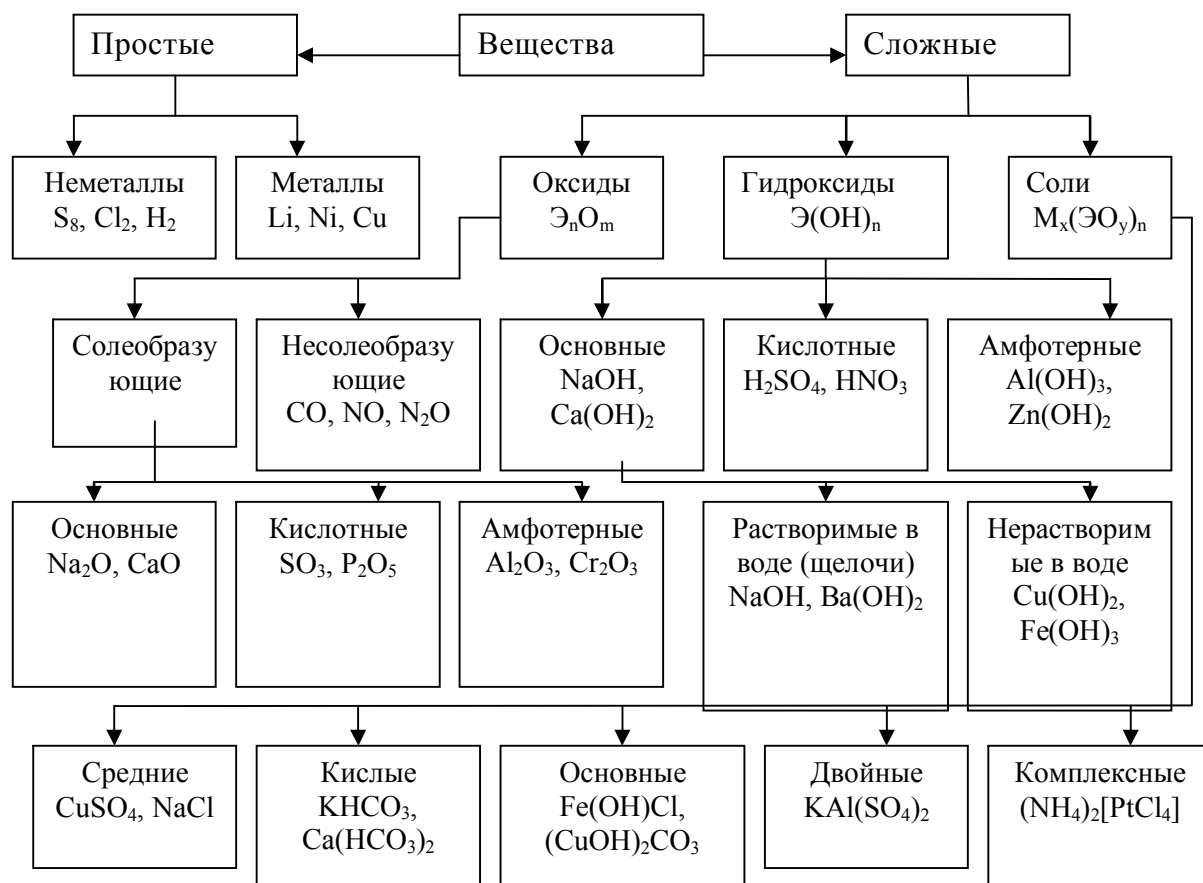 Простые
Вещества
Сложные
Неметаллы
S₈, Cl₂, H₂
Металлы
Li, Ni, Cu
Оксиды
ЭₙOₘ
Гидроксиды
Э(OH)ₙ
Соли
Mₓ(ЭOᵧ)ₙ
Солеобразу
ющие
Несолеобразу
ющие
CO, NO, N₂O
Основные
NaOH,
Ca(OH)₂
Кислотные
H₂SO₄, HNO₃
Амфотерные
Al(OH)₃,
Zn(OH)₂
Основные
Na₂O, CaO
Кислотные
SO₃, P₂O₅
Амфотерные
Al₂O₃, Cr₂O₃
Растворимые в
воде (щелочи)
NaOH, Ba(OH)₂
Нерастворим
ые в воде
Cu(OH)₂,
Fe(OH)₃
Средние
CuSO₄, NaCl
Кислые
KHCO₃,
Ca(HCO₃)₂
Основные
Fe(OH)Cl,
(CuOH)₂CO₃
Двойные
KAl(SO₄)₂
Комплексные
(NH₄)₂[PtCl₄]